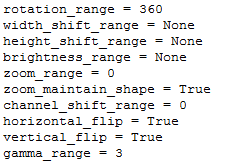 rotation_range = 360
width_shift_range = None
height_shift_range = None
brightness_range = None
zoom_range = 0
zoom_maintain_shape = True
channel_shift_range = 0
horizontal_flip = True
vertical_flip = True
gamma_range = 3